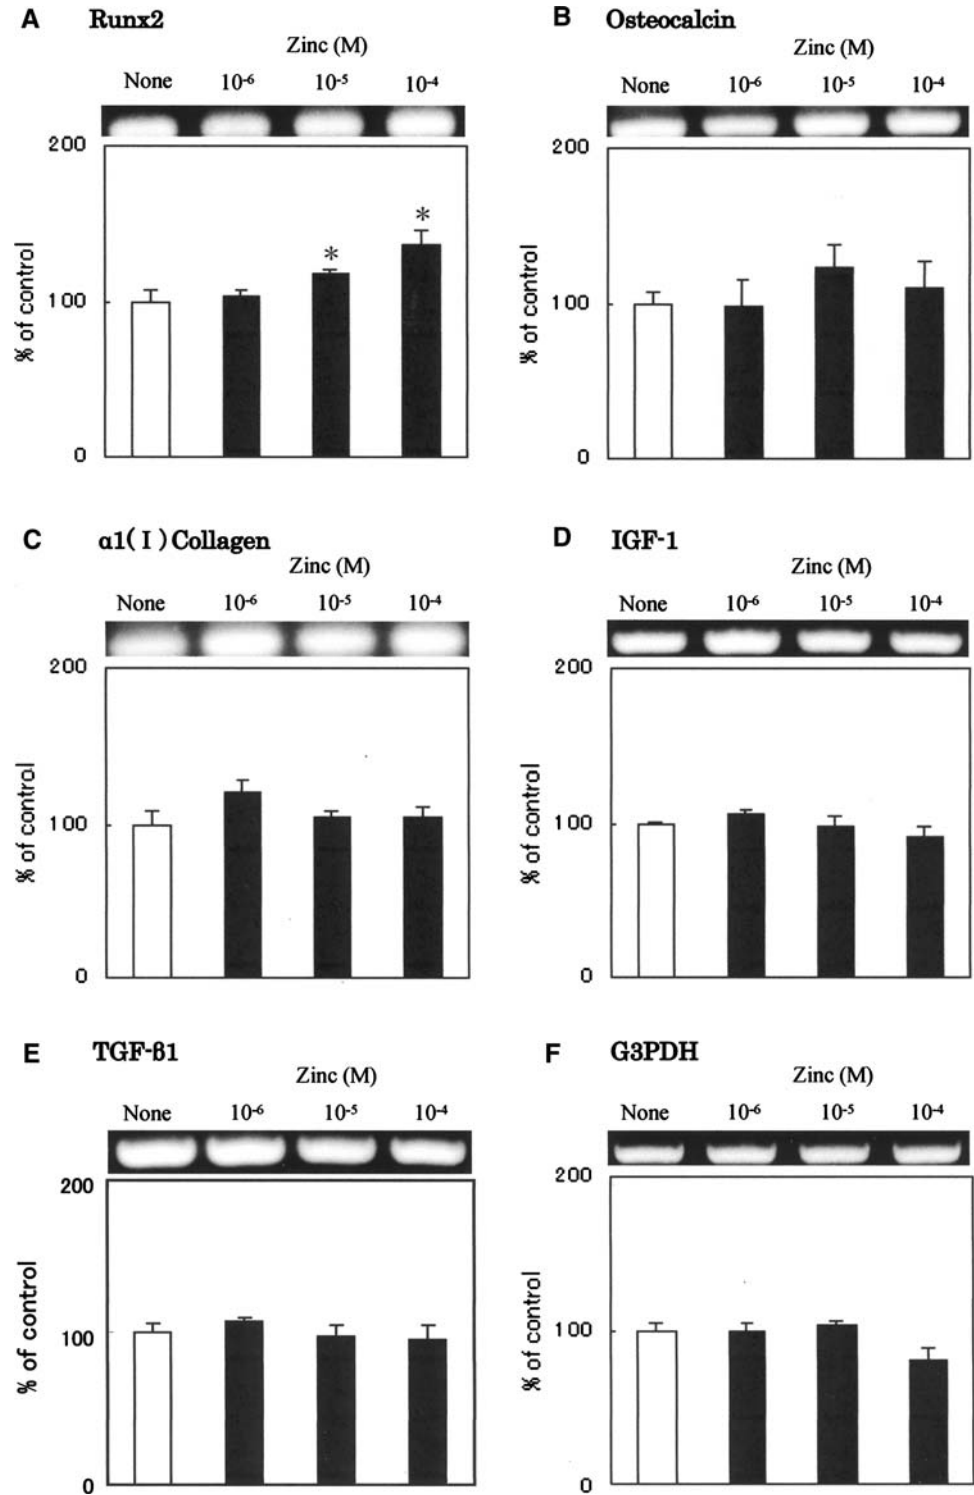 A Runx2
Zinc (M)
None 10⁻⁶ 10⁻⁵ 10⁻⁴
200
*
*
100
0
% of control
B Osteocalcin
Zinc (M)
None 10⁻⁶ 10⁻⁵ 10⁻⁴
200
100
0
% of control
C α1(Ⅰ)Collagen
Zinc (M)
None 10⁻⁶ 10⁻⁵ 10⁻⁴
200
100
0
% of control
D IGF-1
Zinc (M)
None 10⁻⁶ 10⁻⁵ 10⁻⁴
200
100
0
% of control
E TGF-ß1
Zinc (M)
None 10⁻⁶ 10⁻⁵ 10⁻⁴
200
100
0
% of control
F G3PDH
Zinc (M)
None 10⁻⁶ 10⁻⁵ 10⁻⁴
200
100
0
% of control